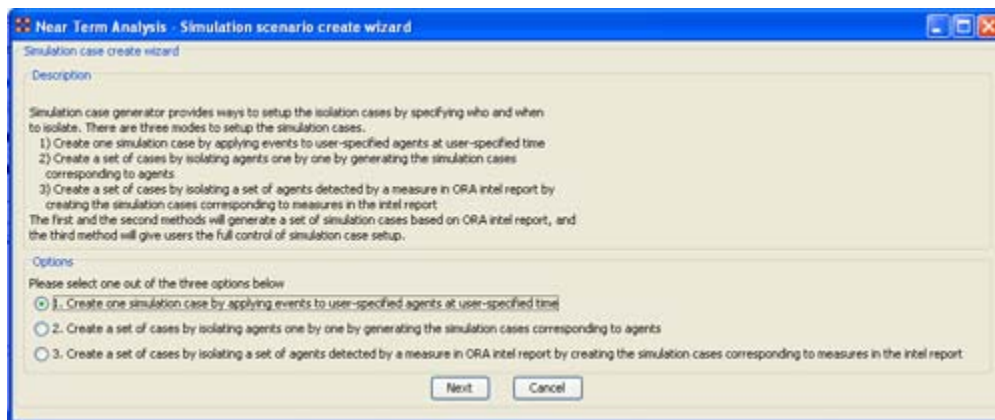 Near Term Analysis - Simulation scenario create wizard
Simulation case create wizard
Description
Simulation case generator provides ways to setup the isolation cases by specifying who and when
to isolate. There are three modes to setup the simulation cases.
1) Create one simulation case by applying events to user-specified agents at user-specified time
2) Create a set of cases by isolating agents one by one by generating the simulation cases
corresponding to agents
3) Create a set of cases by isolating a set of agents detected by a measure in ORA intel report by
creating the simulation cases corresponding to measures in the intel report
The first and the second methods will generate a set of simulation cases based on ORA intel report, and
the third method will give users the full control of simulation case setup.
Options
Please select one out of the three options below
1. Create one simulation case by applying events to user-specified agents at user-specified time
2. Create a set of cases by isolating agents one by one by generating the simulation cases corresponding to agents
3. Create a set of cases by isolating a set of agents detected by a measure in ORA intel report by creating the simulation cases corresponding to measures in the intel report
Next Cancel